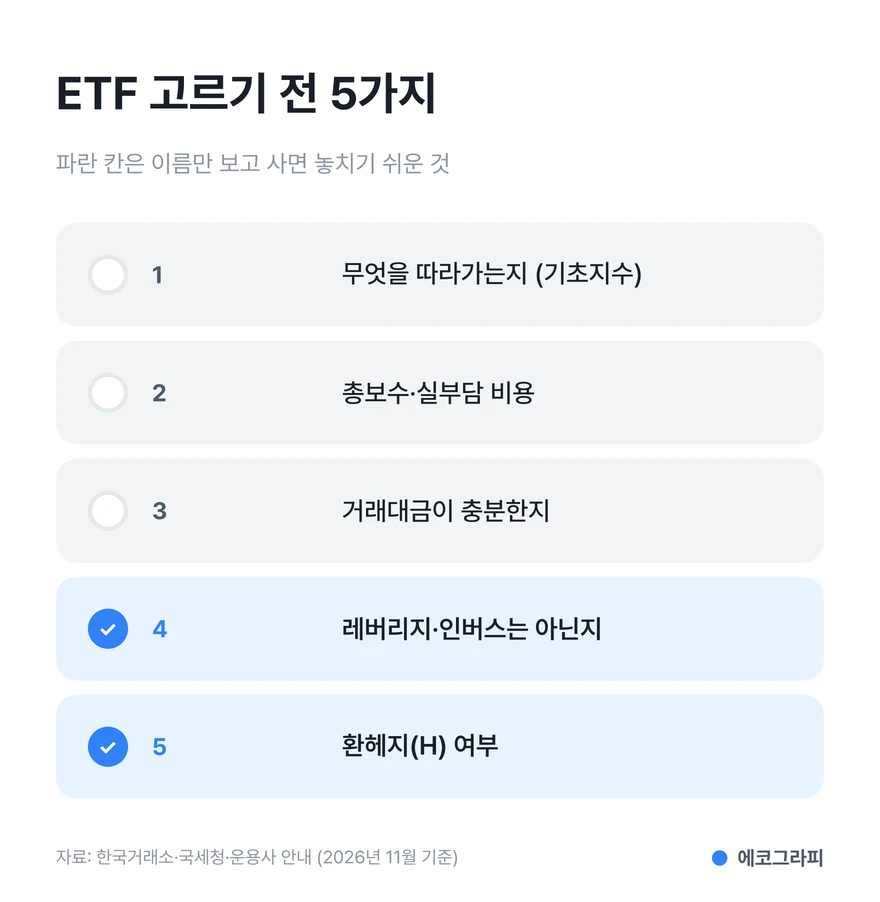 ETF 고르기 전 5가지
파란 칸은 이름만 보고 사면 놓치기 쉬운 것
1 무엇을 따라가는지 (기초지수)
2 총보수·실부담 비용
3 거래대금이 충분한지
4 레버리지·인버스는 아닌지
5 환헤지(H) 여부
자료: 한국거래소·국세청·운용사 안내 (2026년 11월 기준)
에코그라피